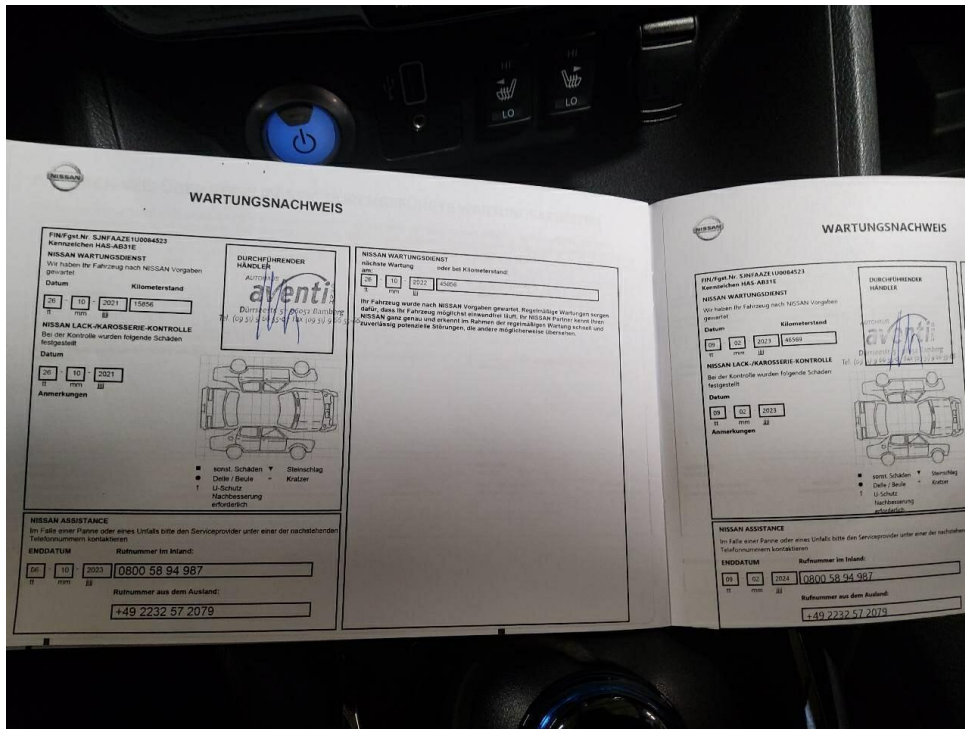 HI
HI
LO
LO
NISSAN
WARTUNGSNACHWEIS
FIN/Fgst.Nr. SJNFAAZE1U0084523
Kennzeichen HAS-AB31E
NISSAN WARTUNGSDIENST
Wir haben Ihr Fahrzeug nach NISSAN Vorgaben
gewartet
Datum Kilometerstand
26 - 10 - 2021 15856
tt mm jjjj
NISSAN LACK-/KAROSSERIE-KONTROLLE
Bei der Kontrolle wurden folgende Schäden
festgestellt
Datum
26 - 10 - 2021
tt mm jjjj
Anmerkungen
DURCHFÜHRENDER
HÄNDLER
AUTOHAUS
aventi
Bamberg
sonst. Schäden Steinschlag
Delle / Beule Kratzer
U-Schutz
Nachbesserung
erforderlich
NISSAN ASSISTANCE
Im Falle einer Panne oder eines Unfalls bitte den Serviceprovider unter einer der nachstehenden
Telefonnummern kontaktieren
ENDDATUM Rufnummer im Inland:
06 - 10 - 2023 0800 58 94 987
tt mm jjjj
Rufnummer aus dem Ausland:
+49 2232 57 2079
NISSAN WARTUNGSDIENST
nächste Wartung oder bei Kilometerstand:
am:
26 - 10 - 2022 45856
tt mm jjjj
Ihr Fahrzeug wurde nach NISSAN Vorgaben gewartet. Regelmäßige Wartungen sorgen
dafür, dass Ihr Fahrzeug möglichst einwandfrei läuft. Ihr NISSAN Partner kennt Ihren
NISSAN ganz genau und erkennt im Rahmen der regelmäßigen Wartung schnell und
zuverlässig potenzielle Störungen, die andere möglicherweise übersehen.
NISSAN
WARTUNGSNACHWEIS
FIN/Fgst.Nr. SJNFAAZE1U0084523
Kennzeichen HAS-AB31E
NISSAN WARTUNGSDIENST
Wir haben Ihr Fahrzeug nach NISSAN Vorgaben
gewartet
Datum Kilometerstand
09 02 2023 46569
tt mm jjjj
NISSAN LACK-/KAROSSERIE-KONTROLLE
Bei der Kontrolle wurden folgende Schäden
festgestellt
Datum
09 02 2023
tt mm jjjj
Anmerkungen
DURCHFÜHRENDER
HÄNDLER
AUTOHAUS
aventi
Bamberg
sonst. Schäden Steinschlag
Delle / Beule Kratzer
U-Schutz
Nachbesserung
erforderlich
NISSAN ASSISTANCE
Im Falle einer Panne oder eines Unfalls bitte den Serviceprovider unter einer der nachstehenden
Telefonnummern kontaktieren
ENDDATUM Rufnummer im Inland:
09 02 2024 0800 58 94 987
tt mm jjjj
Rufnummer aus dem Ausland:
+49 2232 57 2079